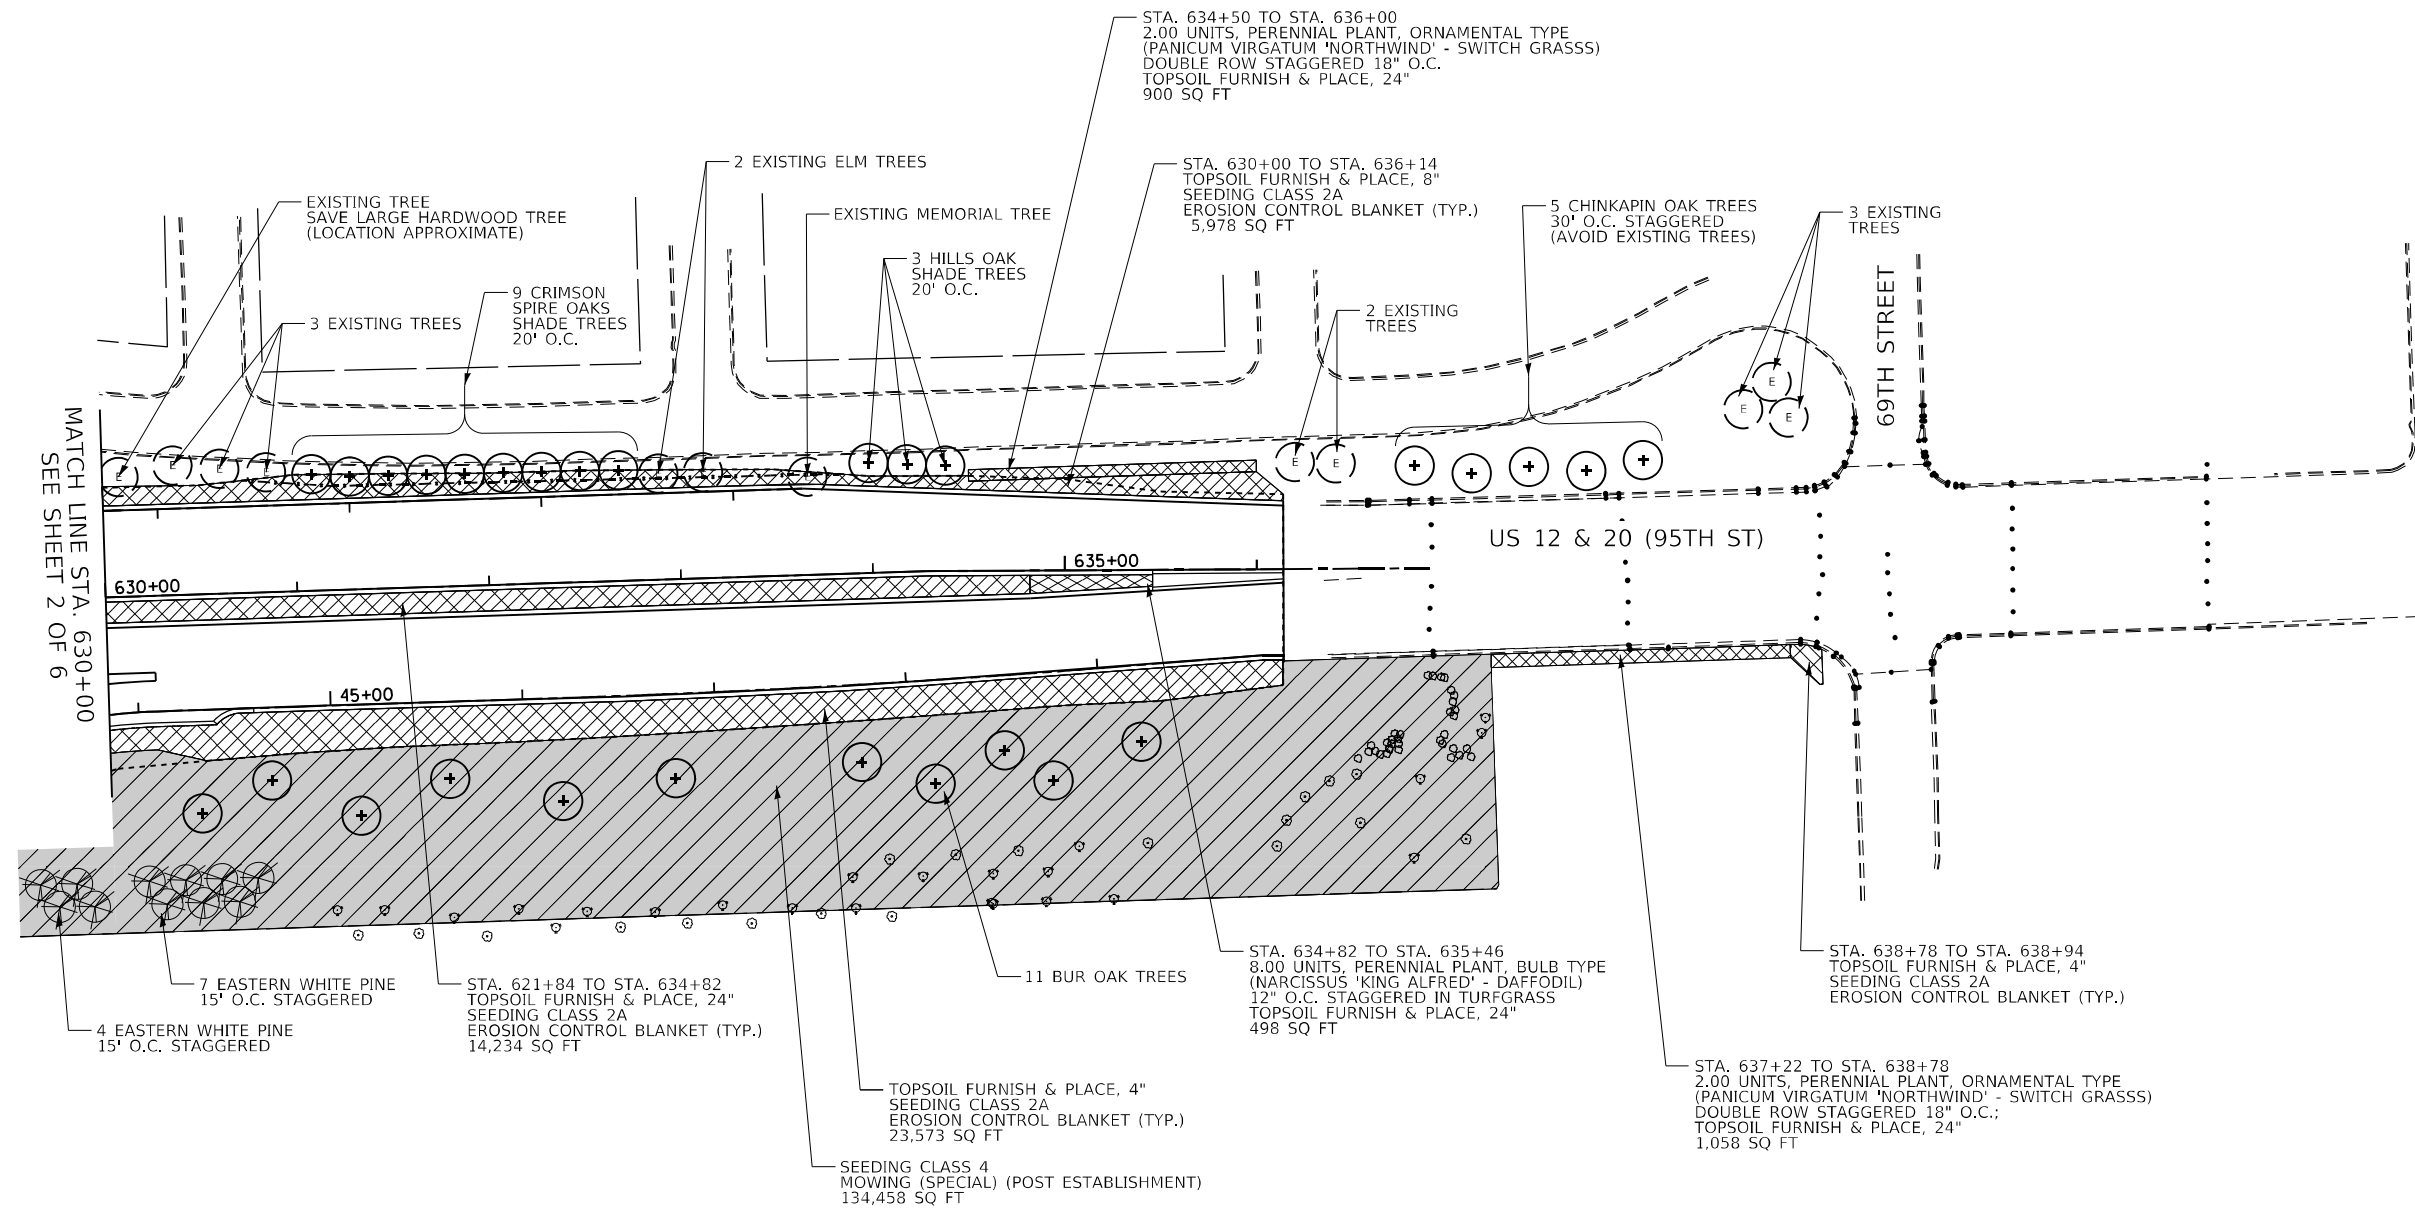 STA. 634+50 TO STA. 636+00
2.00 UNITS, PERENNIAL PLANT, ORNAMENTAL TYPE
(PANICUM VIRGATUM 'NORTHWIND' - SWITCH GRASSS)
DOUBLE ROW STAGGERED 18" O.C.
TOPSOIL FURNISH & PLACE, 24"
900 SQ FT
2 EXISTING ELM TREES
STA. 630+00 TO STA. 636+14
TOPSOIL FURNISH & PLACE, 8"
SEEDING CLASS 2A
EROSION CONTROL BLANKET (TYP.)
5,978 SQ FT
EXISTING TREE
SAVE LARGE HARDWOOD TREE
(LOCATION APPROXIMATE)
EXISTING MEMORIAL TREE
5 CHINKAPIN OAK TREES
30' O.C. STAGGERED
(AVOID EXISTING TREES)
3 EXISTING
TREES
3 HILLS OAK
SHADE TREES
20' O.C.
9 CRIMSON
SPIRE OAKS
SHADE TREES
20' O.C.
3 EXISTING TREES
2 EXISTING
TREES
69TH STREET
E
E
E
E
E
E
E
E
E
E
E
E
MATCH LINE STA. 630+00
SEE SHEET 2 OF 6
US 12 & 20 (95TH ST)
630+00
635+00
45+00
7 EASTERN WHITE PINE
15' O.C. STAGGERED
4 EASTERN WHITE PINE
15' O.C. STAGGERED
STA. 621+84 TO STA. 634+82
TOPSOIL FURNISH & PLACE, 24"
SEEDING CLASS 2A
EROSION CONTROL BLANKET (TYP.)
14,234 SQ FT
11 BUR OAK TREES
STA. 634+82 TO STA. 635+46
8.00 UNITS, PERENNIAL PLANT, BULB TYPE
(NARCISSUS 'KING ALFRED' - DAFFODIL)
12" O.C. STAGGERED IN TURFGRASS
TOPSOIL FURNISH & PLACE, 24"
498 SQ FT
STA. 638+78 TO STA. 638+94
TOPSOIL FURNISH & PLACE, 4"
SEEDING CLASS 2A
EROSION CONTROL BLANKET (TYP.)
STA. 637+22 TO STA. 638+78
2.00 UNITS, PERENNIAL PLANT, ORNAMENTAL TYPE
(PANICUM VIRGATUM 'NORTHWIND' - SWITCH GRASSS)
DOUBLE ROW STAGGERED 18" O.C.;
TOPSOIL FURNISH & PLACE, 24"
1,058 SQ FT
TOPSOIL FURNISH & PLACE, 4"
SEEDING CLASS 2A
EROSION CONTROL BLANKET (TYP.)
23,573 SQ FT
SEEDING CLASS 4
MOWING (SPECIAL) (POST ESTABLISHMENT)
134,458 SQ FT